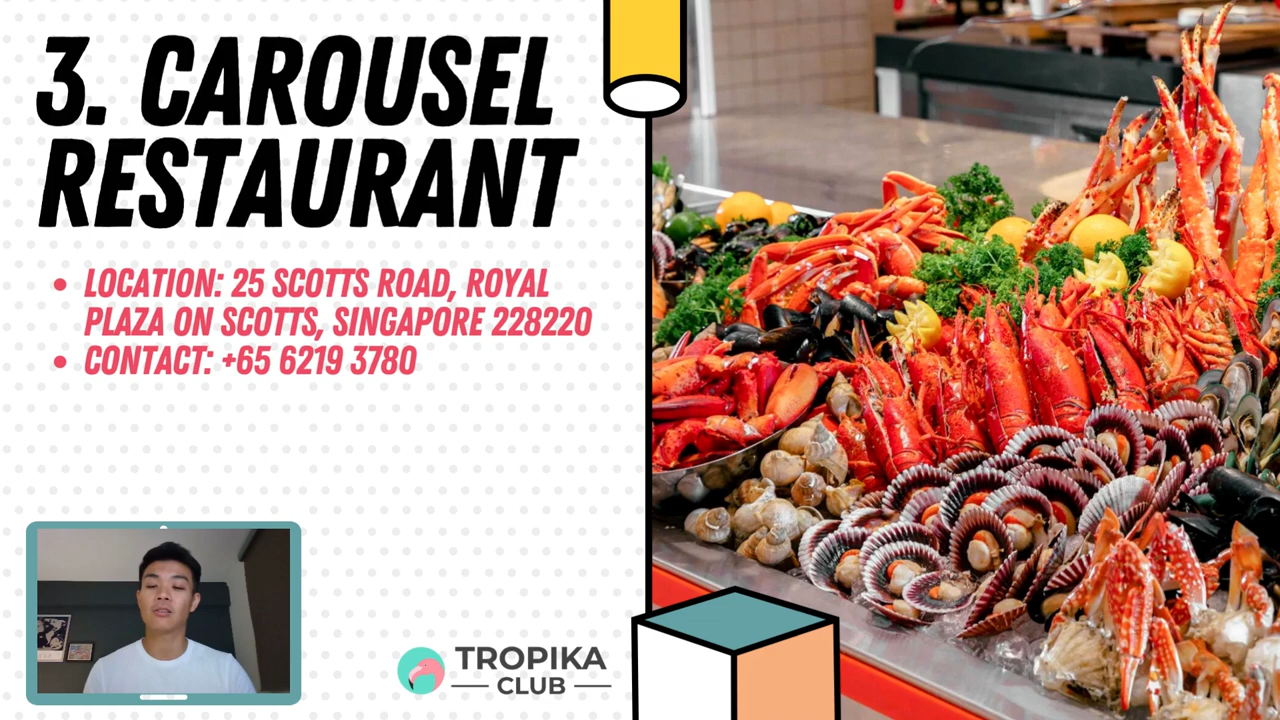 3. CAROUSEL
RESTAURANT
• LOCATION: 25 SCOTTS ROAD, ROYAL
PLAZA ON SCOTTS, SINGAPORE 228220
• CONTACT: +65 6219 3780
TROPIKA
CLUB